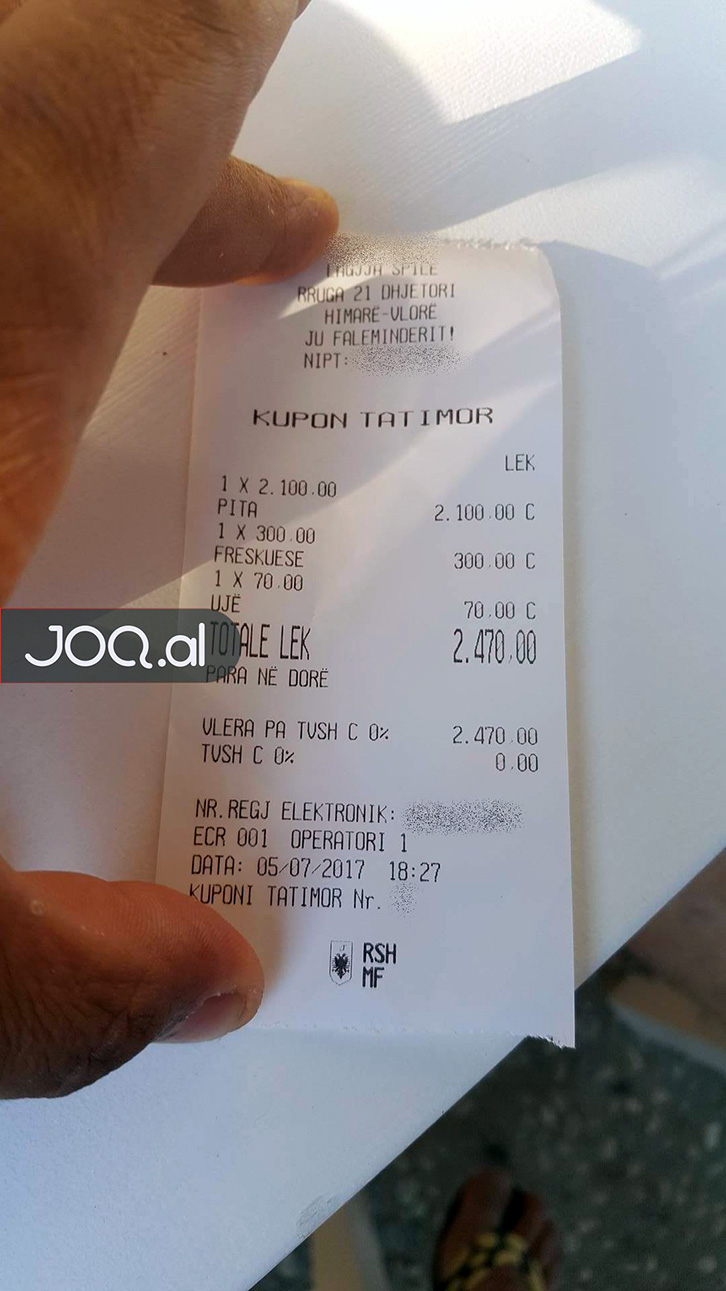 LAGJJA SPILE
RRUGA 21 DHJETORI
HIMARË-VLORË
JU FALEMINDERIT!
NIPT:
KUPON TATIMOR
LEK
1 X 2.100.00
PITA 2.100.00 C
1 X 300.00
FRESKUESE 300.00 C
1 X 70.00
UJË 70.00 C
JOQ.al
TOTALE LEK 2.470,00
PARA NË DORË
VLERA PA TVSH C 0% 2.470.00
TVSH C 0% 0.00
NR.REGJ ELEKTRONIK:
ECR 001 OPERATORI 1
DATA: 05/07/2017 18:27
KUPONI TATIMOR Nr.
RSH
MF